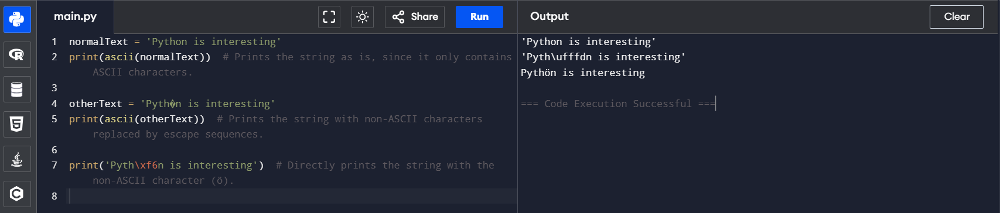 main.py
Share
Run
Output
Clear
1 normalText = 'Python is interesting'
2 print(ascii(normalText))  # Prints the string as is, since it only contains
ASCII characters.
3
4 otherText = 'Pyth�n is interesting'
5 print(ascii(otherText))  # Prints the string with non-ASCII characters
replaced by escape sequences.
6
7 print('Pyth\xf6n is interesting')  # Directly prints the string with the
non-ASCII character (ö).
8
'Python is interesting'
'Pyth\ufffdn is interesting'
Pythön is interesting
=== Code Execution Successful ===